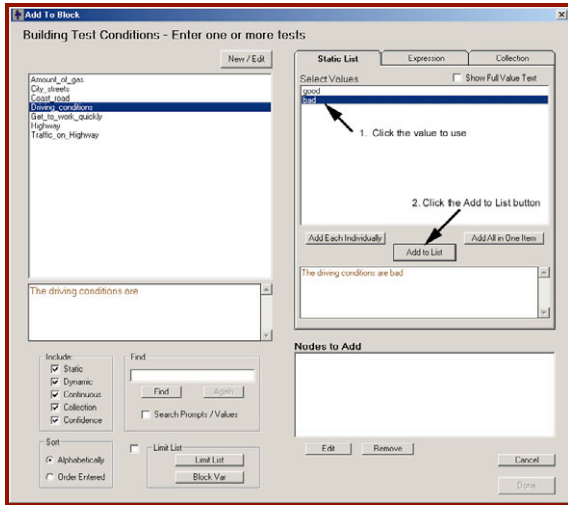 Add To Block
Building Test Conditions - Enter one or more tests
New / Edit
Amount_of_gas
City_streets
Coast_road
Driving_conditions
Get_to_work_quickly
Highway
Traffic_on_Highway
The driving conditions are
Include:
Static
Dynamic
Continuous
Collection
Confidence
Find
Find
Again
Search Prompts / Values
Sort
Alphabetically
Order Entered
Limit List
Limit List
Block Var
Static List
Expression
Collection
Select Values
Show Full Value Text
good
bad
1. Click the value to use
2. Click the Add to List button
Add Each Individually
Add All in One Item
Add to List
The driving conditions are bad
Nodes to Add
Edit
Remove
Cancel
Done